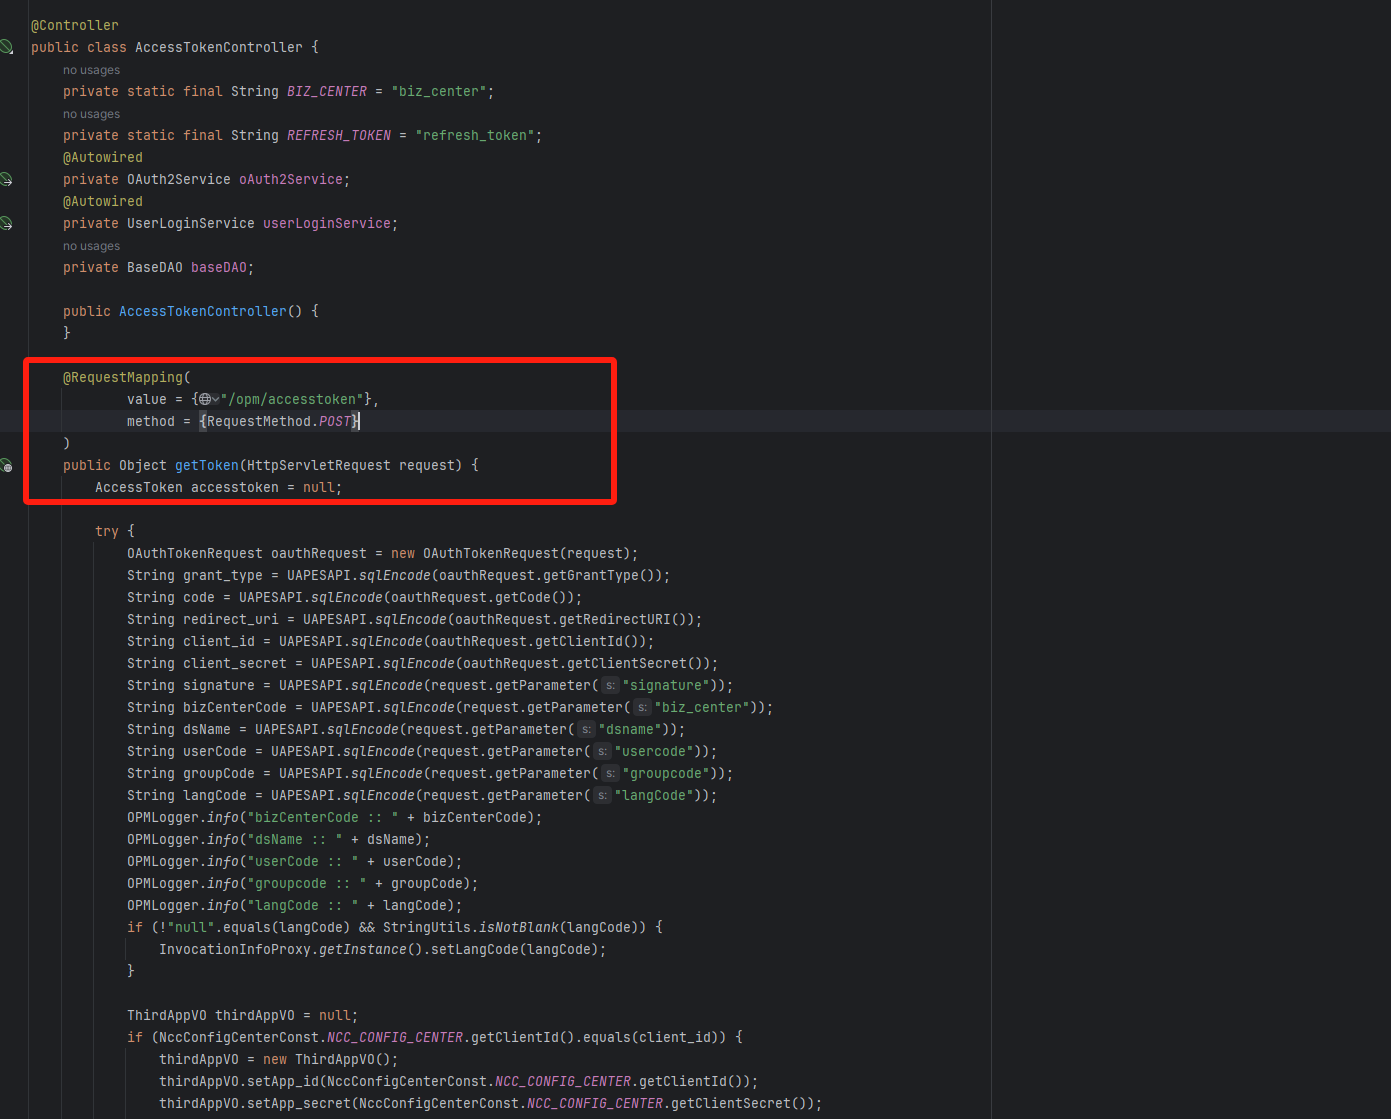 @Controller
public class AccessTokenController {
no usages
private static final String BIZ_CENTER = "biz_center";
no usages
private static final String REFRESH_TOKEN = "refresh_token";
@Autowired
private OAuth2Service oAuth2Service;
@Autowired
private UserLoginService userLoginService;
no usages
private BaseDAO baseDAO;
public AccessTokenController() {
}
@RequestMapping(
value = {"/opm/accesstoken"},
method = {RequestMethod.POST}
)
public Object getToken(HttpServletRequest request) {
AccessToken accesstoken = null;
try {
OAuthTokenRequest oauthRequest = new OAuthTokenRequest(request);
String grant_type = UAPESAPI.sqlEncode(oauthRequest.getGrantType());
String code = UAPESAPI.sqlEncode(oauthRequest.getCode());
String redirect_uri = UAPESAPI.sqlEncode(oauthRequest.getRedirectURI());
String client_id = UAPESAPI.sqlEncode(oauthRequest.getClientId());
String client_secret = UAPESAPI.sqlEncode(oauthRequest.getClientSecret());
String signature = UAPESAPI.sqlEncode(request.getParameter( s: "signature"));
String bizCenterCode = UAPESAPI.sqlEncode(request.getParameter( s: "biz_center"));
String dsName = UAPESAPI.sqlEncode(request.getParameter( s: "dsname"));
String userCode = UAPESAPI.sqlEncode(request.getParameter( s: "usercode"));
String groupCode = UAPESAPI.sqlEncode(request.getParameter( s: "groupcode"));
String langCode = UAPESAPI.sqlEncode(request.getParameter( s: "langCode"));
OPMLogger.info("bizCenterCode :: " + bizCenterCode);
OPMLogger.info("dsName :: " + dsName);
OPMLogger.info("userCode :: " + userCode);
OPMLogger.info("groupcode :: " + groupCode);
OPMLogger.info("langCode :: " + langCode);
if (!"null".equals(langCode) && StringUtils.isNotBlank(langCode)) {
InvocationInfoProxy.getInstance().setLangCode(langCode);
}
ThirdAppVO thirdAppVO = null;
if (NccConfigCenterConst.NCC_CONFIG_CENTER.getClientId().equals(client_id)) {
thirdAppVO = new ThirdAppVO();
thirdAppVO.setApp_id(NccConfigCenterConst.NCC_CONFIG_CENTER.getClientId());
thirdAppVO.setApp_secret(NccConfigCenterConst.NCC_CONFIG_CENTER.getClientSecret());